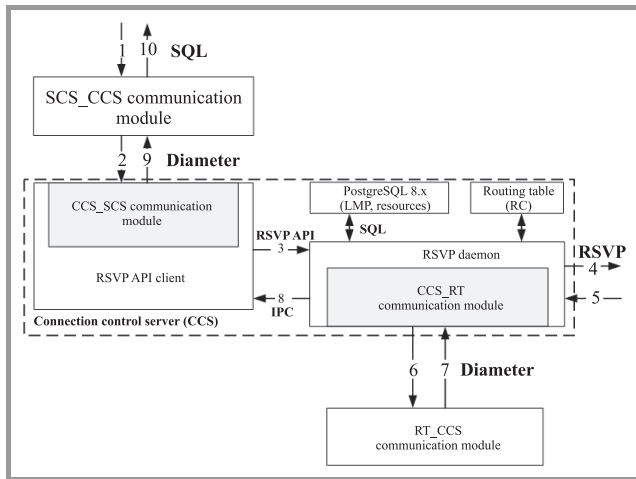 1 10 SQL
SCS_CCS communication
module
2 9 Diameter
CCS_SCS communication
module
PostgreSQL 8.x
(LMP, resources)
Routing table
(RC)
RSVP API
3
SQL
RSVP daemon
RSVP
4
RSVP API client
CCS_RT
communication module
8
IPC
5
Connection control server (CCS)
6 7 Diameter
RT_CCS
communication module